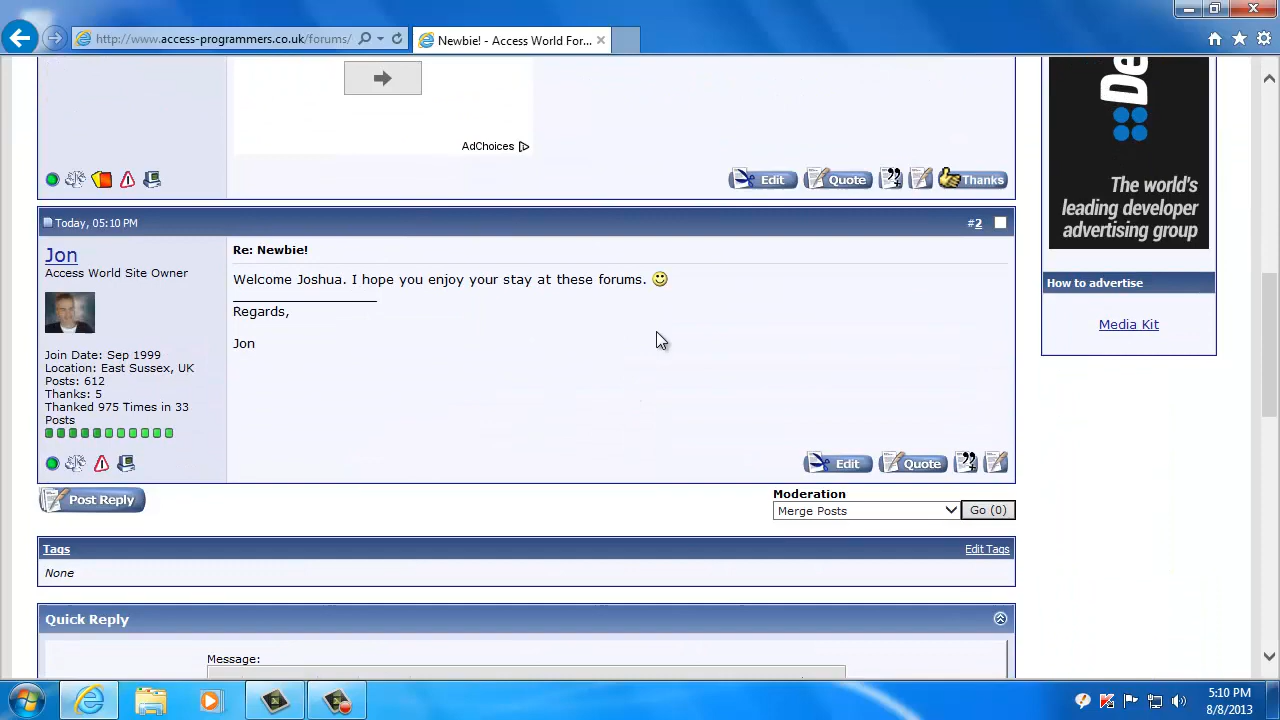 http://www.access-programmers.co.uk/forums/
Newbie! - Access World For...
AdChoices
Edit
Quote
Thanks
De
The world's
leading developer
advertising group
Today, 05:10 PM
#2
Jon
Access World Site Owner
Re: Newbie!
Welcome Joshua. I hope you enjoy your stay at these forums.
Regards,
Jon
How to advertise
Media Kit
Join Date: Sep 1999
Location: East Sussex, UK
Posts: 612
Thanks: 5
Thanked 975 Times in 33
Posts
Edit
Quote
Post Reply
Moderation
Merge Posts
Go (0)
Tags
Edit Tags
None
Quick Reply
Message:
5:10 PM
8/8/2013